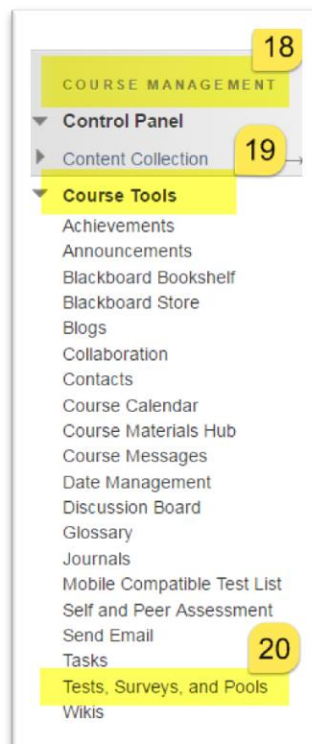 18
COURSE MANAGEMENT
Control Panel
Content Collection 19
Course Tools
Achievements
Announcements
Blackboard Bookshelf
Blackboard Store
Blogs
Collaboration
Contacts
Course Calendar
Course Materials Hub
Course Messages
Date Management
Discussion Board
Glossary
Journals
Mobile Compatible Test List
Self and Peer Assessment
Send Email
Tasks
20
Tests, Surveys, and Pools
Wikis